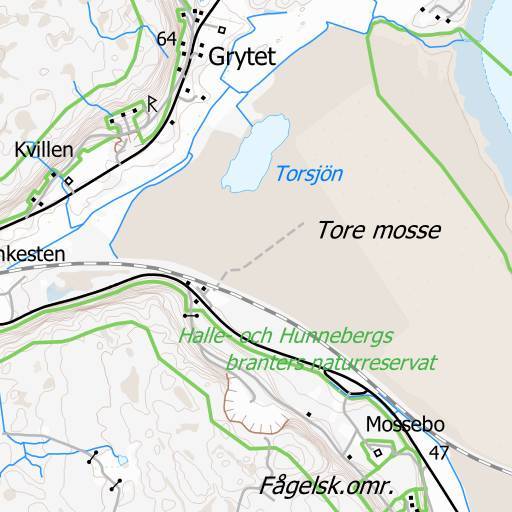 64
Grytet
R
Kvillen
Torsjön
Tore mosse
nkesten
Halle- och Hunnebergs
branters naturreservat
Mossebo
47
Fågelsk.omr.